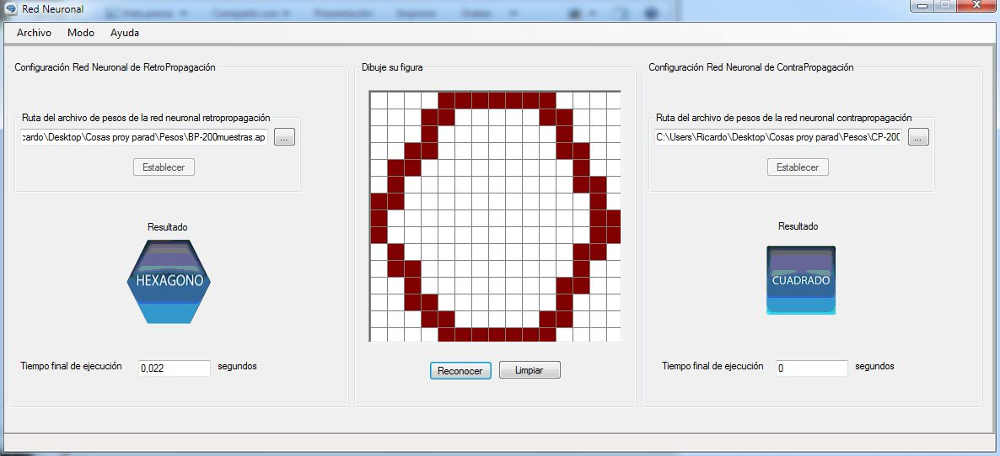 Red Neuronal
Archivo Modo Ayuda
Configuración Red Neuronal de RetroPropagación
Ruta del archivo de pesos de la red neuronal retropropagación
cardo\Desktop\Cosas proy parad\Pesos\BP-200muestras.ap
...
Establecer
Resultado
HEXAGONO
Tiempo final de ejecución 0,022 segundos
Dibuje su figura
Reconocer Limpiar
Configuración Red Neuronal de ContraPropagación
Ruta del archivo de pesos de la red neuronal contrapropagación
C:\Users\Ricardo\Desktop\Cosas proy parad\Pesos\CP-200
...
Establecer
Resultado
CUADRADO
Tiempo final de ejecución 0 segundos